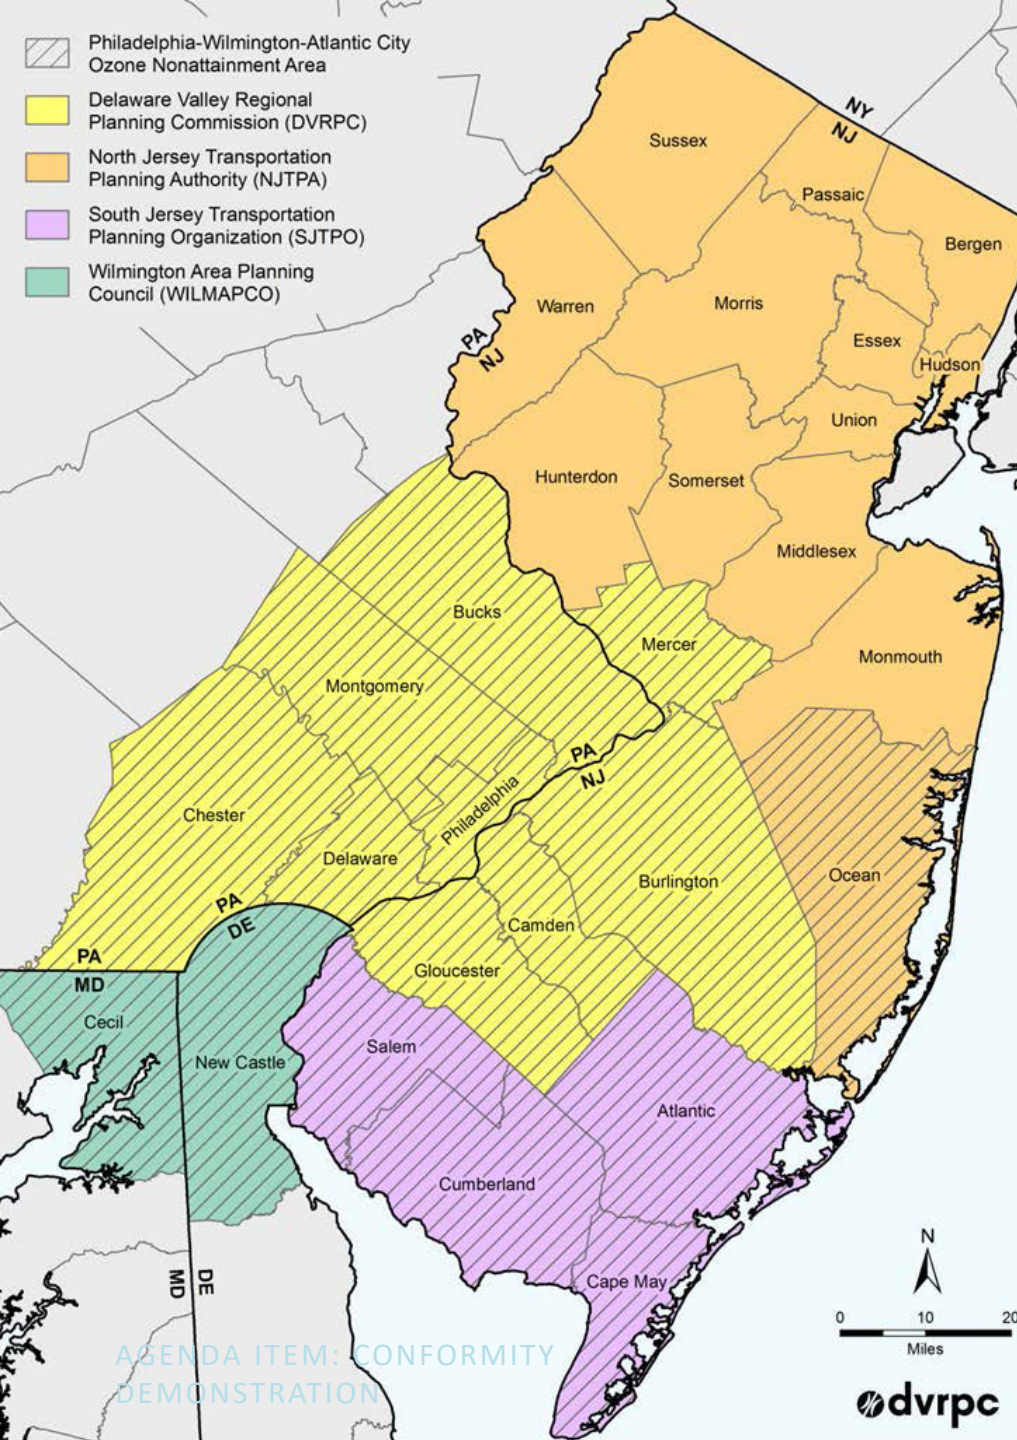 Philadelphia-Wilmington-Atlantic City
Ozone Nonattainment Area
Delaware Valley Regional
Planning Commission (DVRPC)
North Jersey Transportation
Planning Authority (NJTPA)
South Jersey Transportation
Planning Organization (SJTPO)
Wilmington Area Planning
Council (WILMAPCO)
NY
NJ
Sussex
Passaic
Bergen
Warren
Morris
PA
NJ
Essex
Hudson
Union
Hunterdon
Somerset
Middlesex
Bucks
Mercer
Monmouth
Montgomery
PA
NJ
Philadelphia
Chester
Delaware
Ocean
Burlington
PA
DE
Camden
PA
MD
Gloucester
Cecil
Salem
New Castle
Atlantic
Cumberland
Cape May
MD
DE
N
0 10 20
Miles
AGENDA ITEM: CONFORMITY
DEMONSTRATION
dvrpc